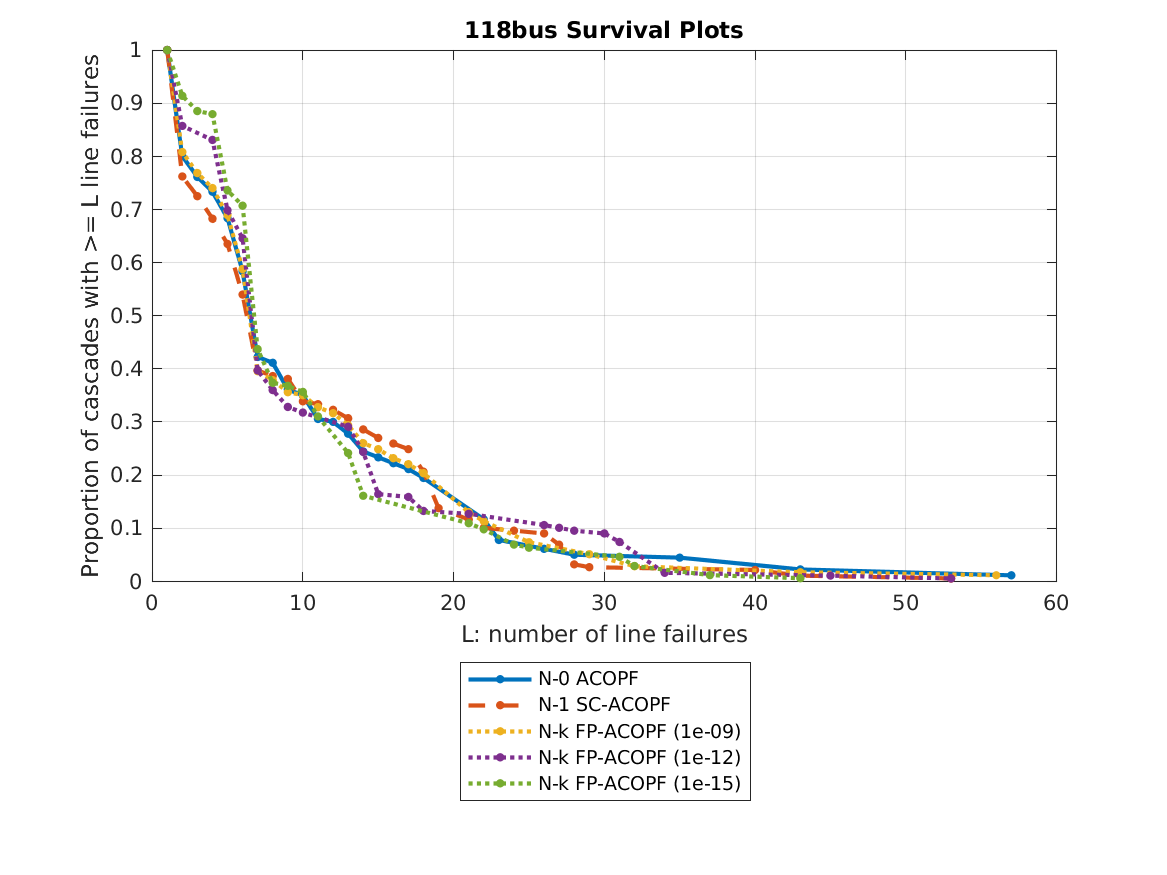 118bus Survival Plots
Proportion of cascades with >= L line failures
1
0.9
0.8
0.7
0.6
0.5
0.4
0.3
0.2
0.1
0
0 10 20 30 40 50 60
L: number of line failures
N-0 ACOPF
N-1 SC-ACOPF
N-k FP-ACOPF (1e-09)
N-k FP-ACOPF (1e-12)
N-k FP-ACOPF (1e-15)